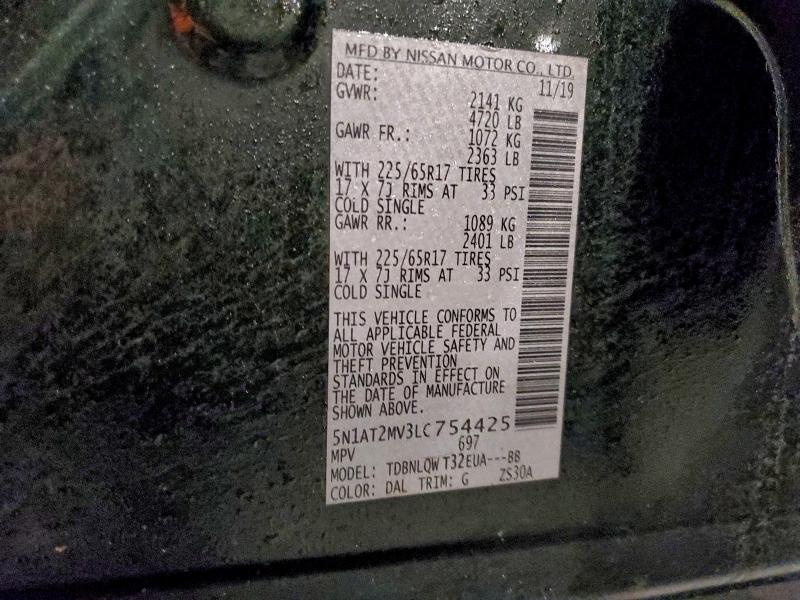 MFD BY NISSAN MOTOR CO., LTD.
DATE: 11/19
GVWR: 2141 KG
4720 LB
GAWR FR.: 1072 KG
2363 LB
WITH 225/65R17 TIRES
17 X 7J RIMS AT 33 PSI
COLD SINGLE
GAWR RR.: 1089 KG
2401 LB
WITH 225/65R17 TIRES
17 X 7J RIMS AT 33 PSI
COLD SINGLE
THIS VEHICLE CONFORMS TO
ALL APPLICABLE FEDERAL
MOTOR VEHICLE SAFETY AND
THEFT PREVENTION
STANDARDS IN EFFECT ON
THE DATE OF MANUFACTURE
SHOWN ABOVE.
5N1AT2MV3LC754425
MPV 697
MODEL: TDBNLQW T32EUA---BB
COLOR: DAL TRIM: G ZS30A